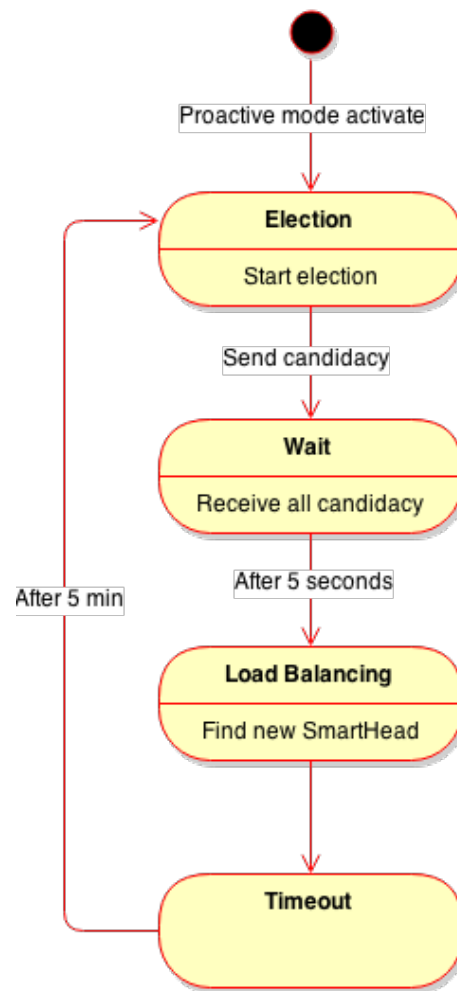 Proactive mode activate
Election
Start election
Send candidacy
Wait
Receive all candidacy
After 5 seconds
After 5 min
Load Balancing
Find new SmartHead
Timeout